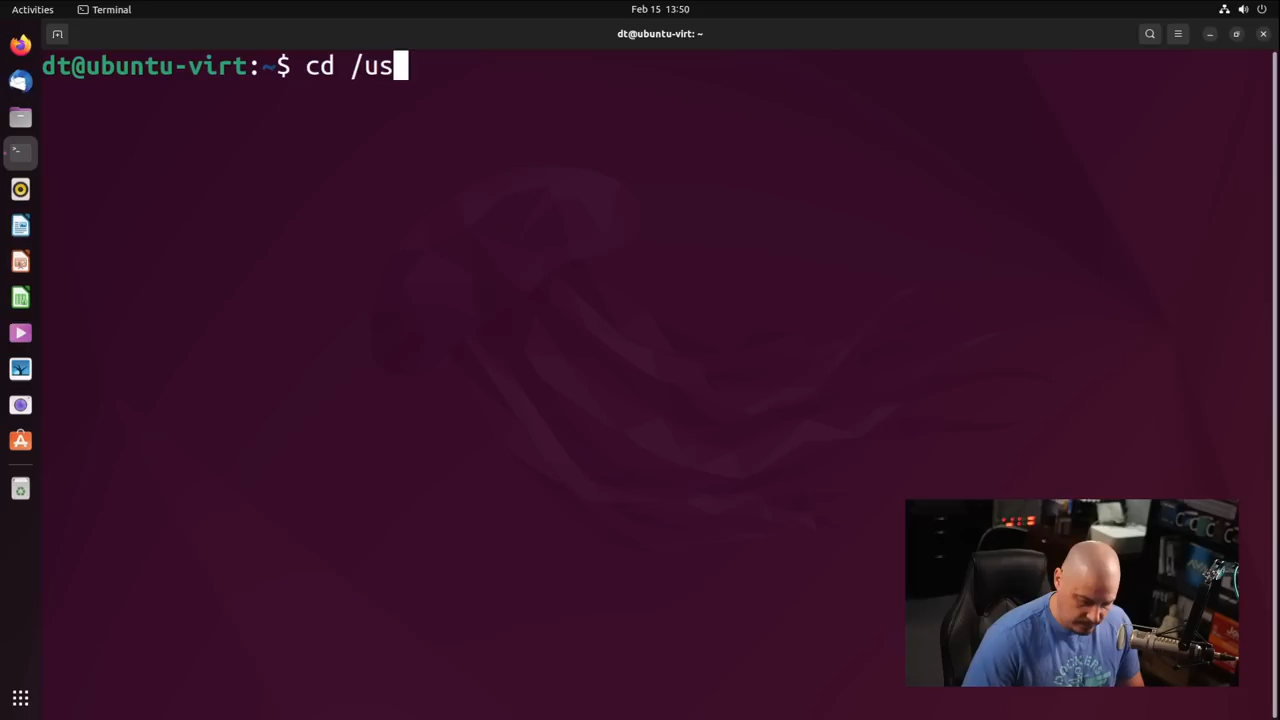 Activities
Terminal
Feb 15 13:50
dt@ubuntu-virt: ~
dt@ubuntu-virt:~$ cd /us